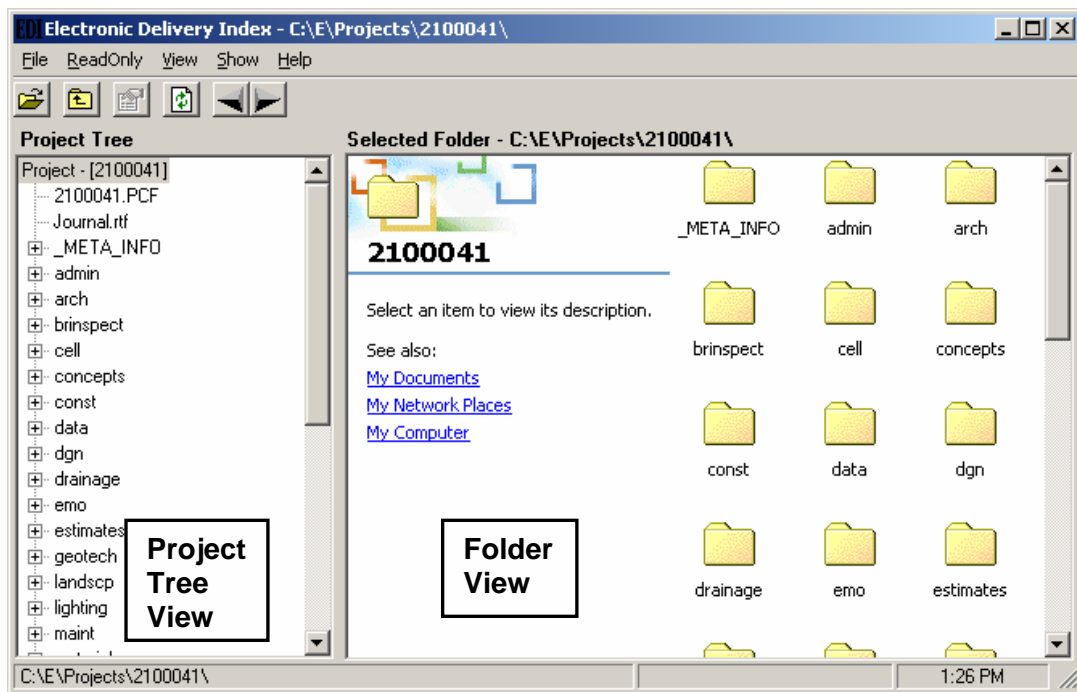 EDI Electronic Delivery Index - C:\E\Projects\2100041\
File ReadOnly View Show Help
Project Tree
Project - [2100041]
2100041.PCF
Journal.rtf
_META_INFO
admin
arch
brinspect
cell
concepts
const
data
dgn
drainage
emo
estimates
geotech
landscp
lighting
maint
Project
Tree
View
Selected Folder - C:\E\Projects\2100041\
2100041
Select an item to view its description.
See also:
My Documents
My Network Places
My Computer
Folder
View
_META_INFO admin arch
brinspect cell concepts
const data dgn
drainage emo estimates
C:\E\Projects\2100041\
1:26 PM